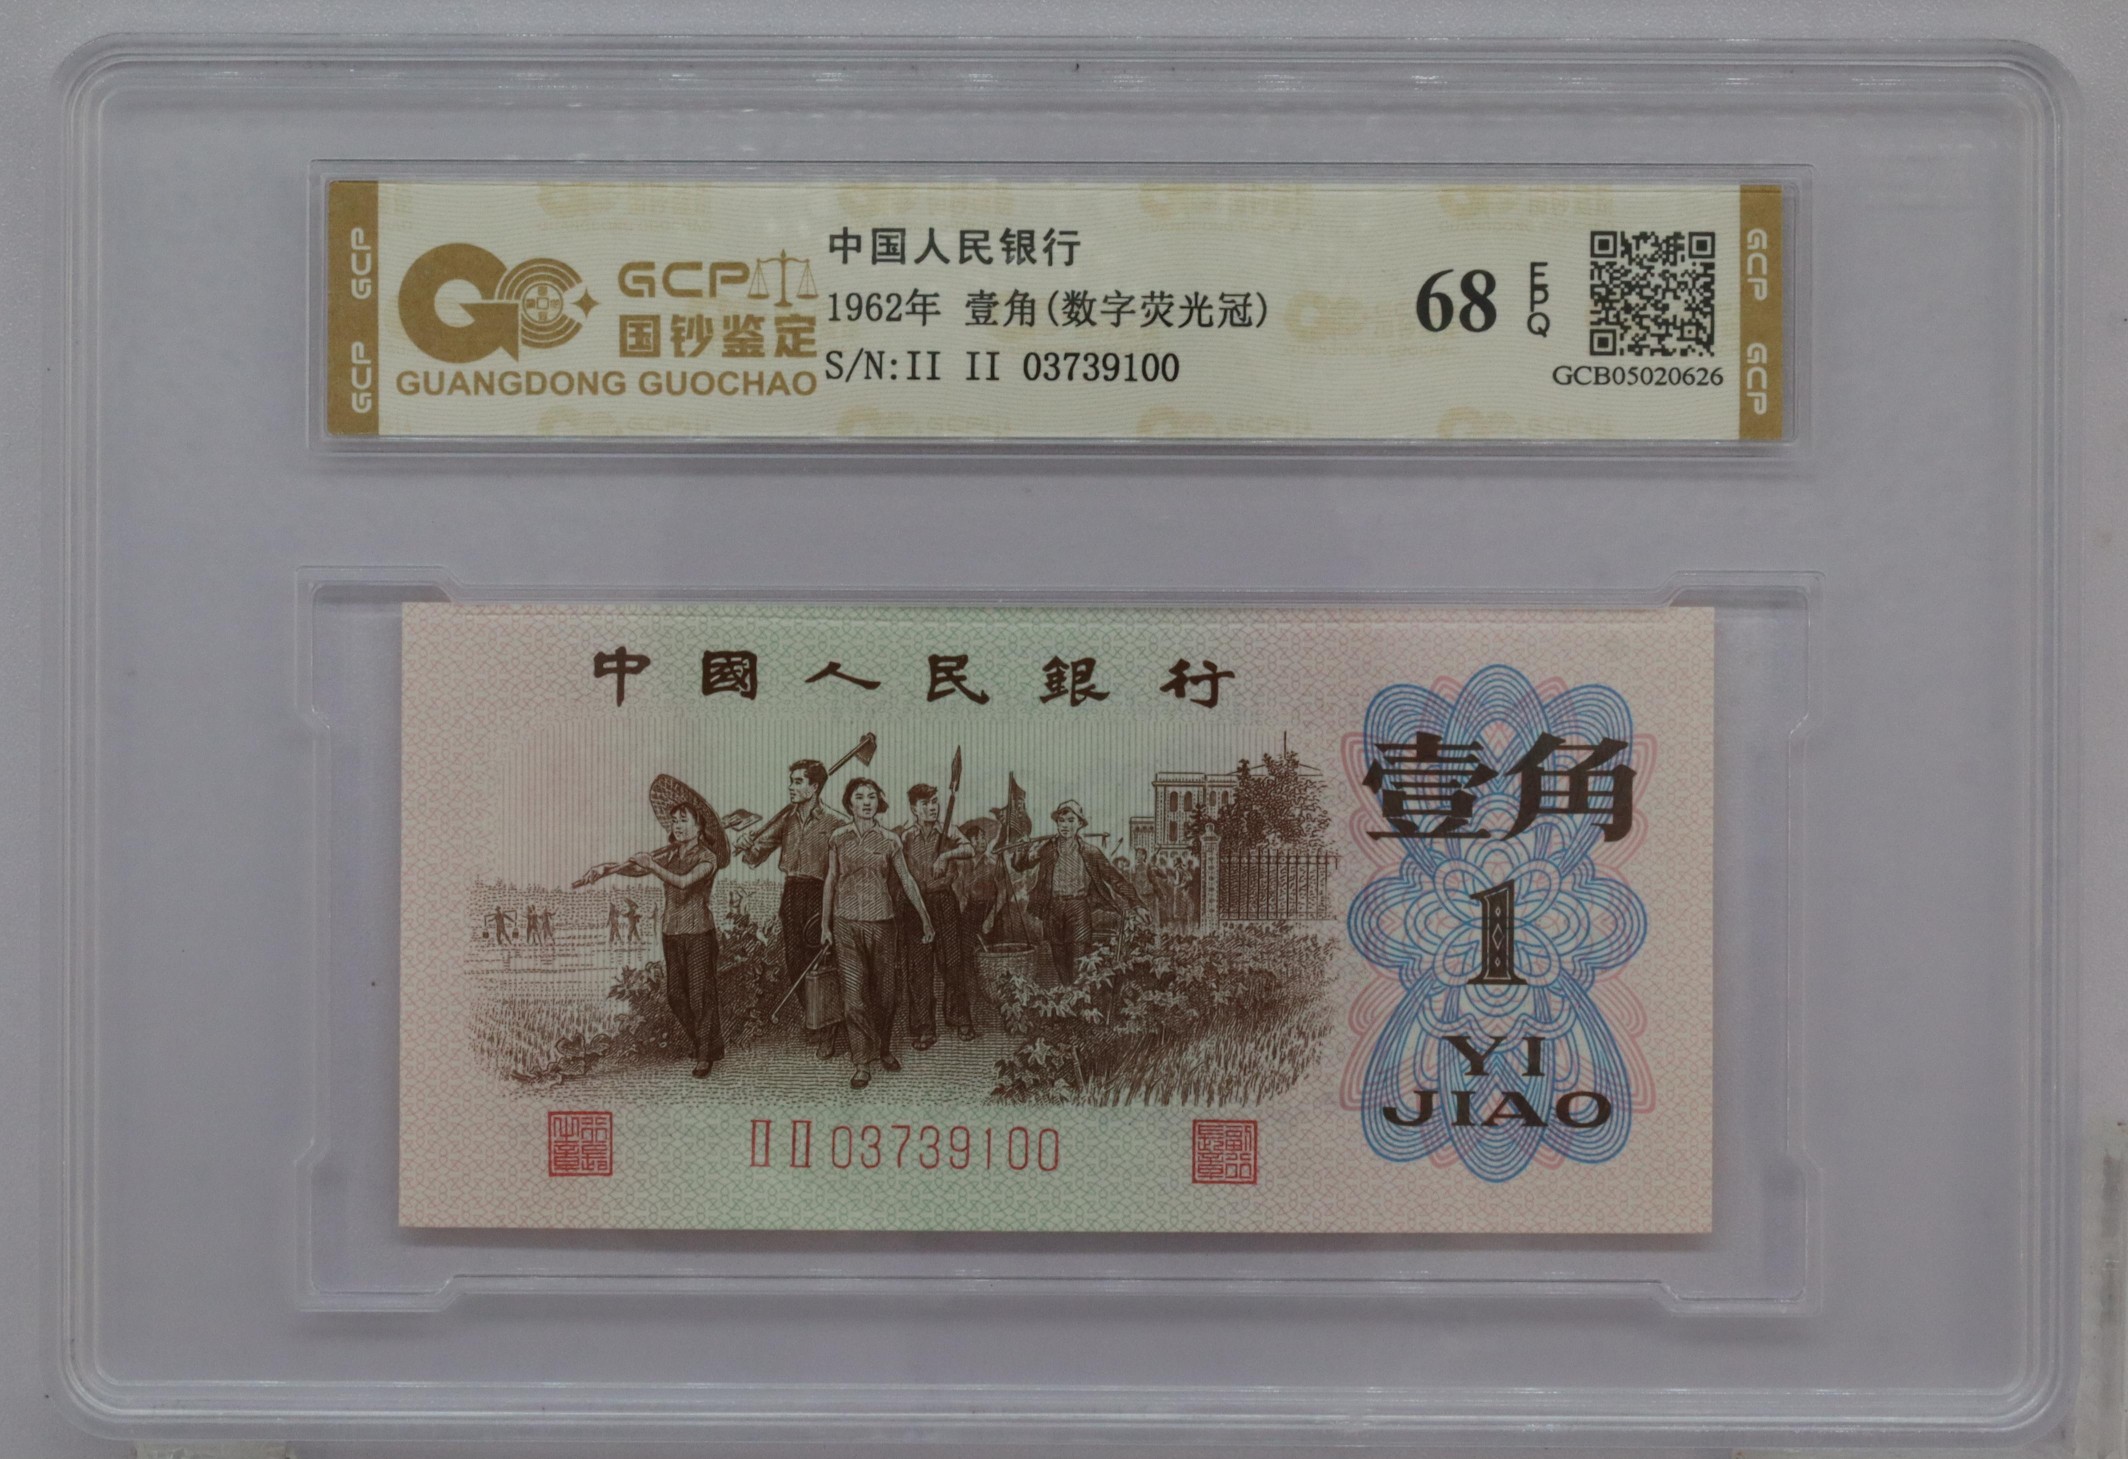 GCP
GCP
GCP
国钞鉴定
GUANGDONG GUOCHAO
中国人民银行
1962年 壹角(数字荧光冠)
S/N:II II 03739100
68
EPQ
GCB05020626
GCP
GCP
中國人民銀行
壹角
1
YI
JIAO
II II 03739100